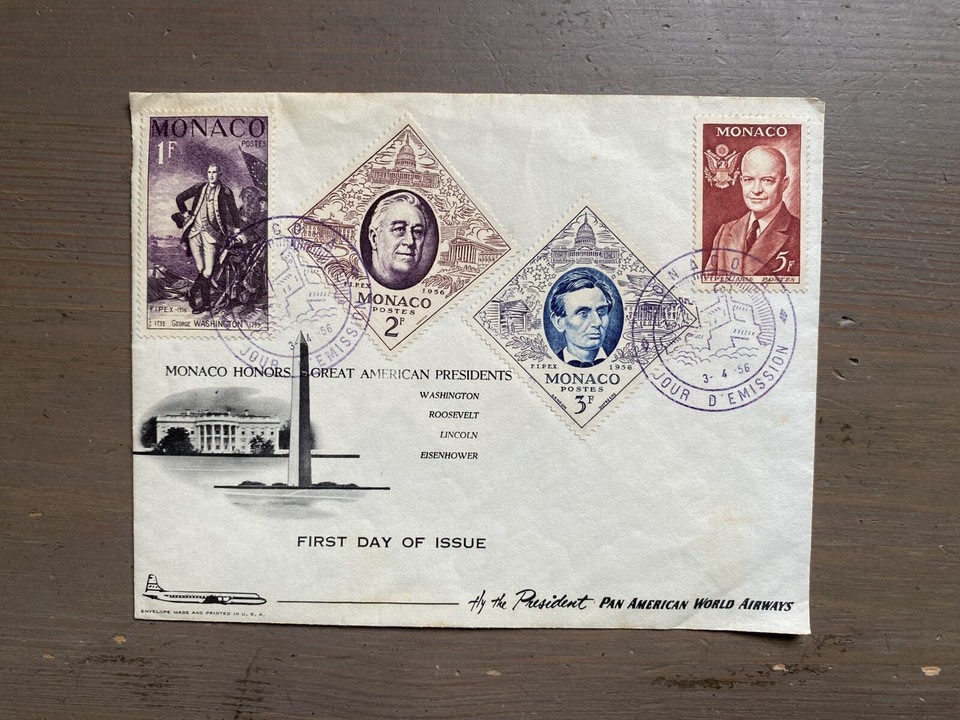 MONACO
1F
POSTES
F.I.P.E.X. 1956
1732 GEORGE WASHINGTON 1799
F.I.P.EX 1956
MONACO
POSTES
2F
F.I.P.EX. 1956
MONACO
POSTES
3F
MONACO
5F
F.I.P.EX 1956 POSTES
3-4-56
JOUR D'EMISSION
MONACO
3-4-56
JOUR D'EMISSION
MONACO HONORS GREAT AMERICAN PRESIDENTS
WASHINGTON
ROOSEVELT
LINCOLN
EISENHOWER
FIRST DAY OF ISSUE
ENVELOPE MADE AND PRINTED IN U.S.A.
Fly the President PAN AMERICAN WORLD AIRWAYS